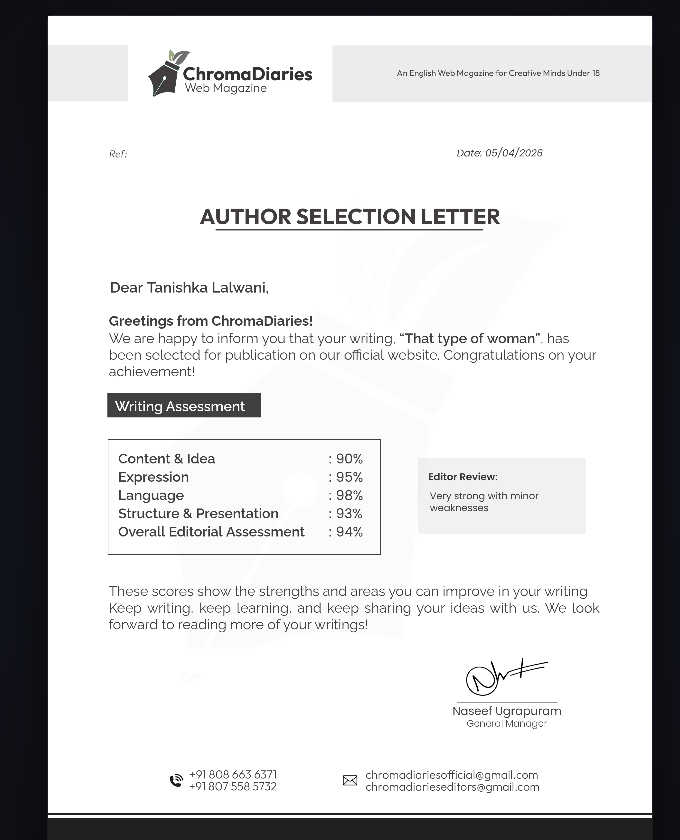 ChromaDiaries
Web Magazine
An English Web Magazine for Creative Minds Under 18
Ref:
Date: 05/04/2026
AUTHOR SELECTION LETTER
Dear Tanishka Lalwani,
Greetings from ChromaDiaries!
We are happy to inform you that your writing, “That type of woman”, has
been selected for publication on our official website. Congratulations on your
achievement!
Writing Assessment
Content & Idea : 90%
Expression : 95%
Language : 98%
Structure & Presentation : 93%
Overall Editorial Assessment : 94%
Editor Review:
Very strong with minor
weaknesses
These scores show the strengths and areas you can improve in your writing.
Keep writing, keep learning, and keep sharing your ideas with us. We look
forward to reading more of your writings!
Naseef Ugrapuram
General Manager
+91 808 663 6371
+91 807 558 5732
chromadiariesofficial@gmail.com
chromadiarieseditors@gmail.com